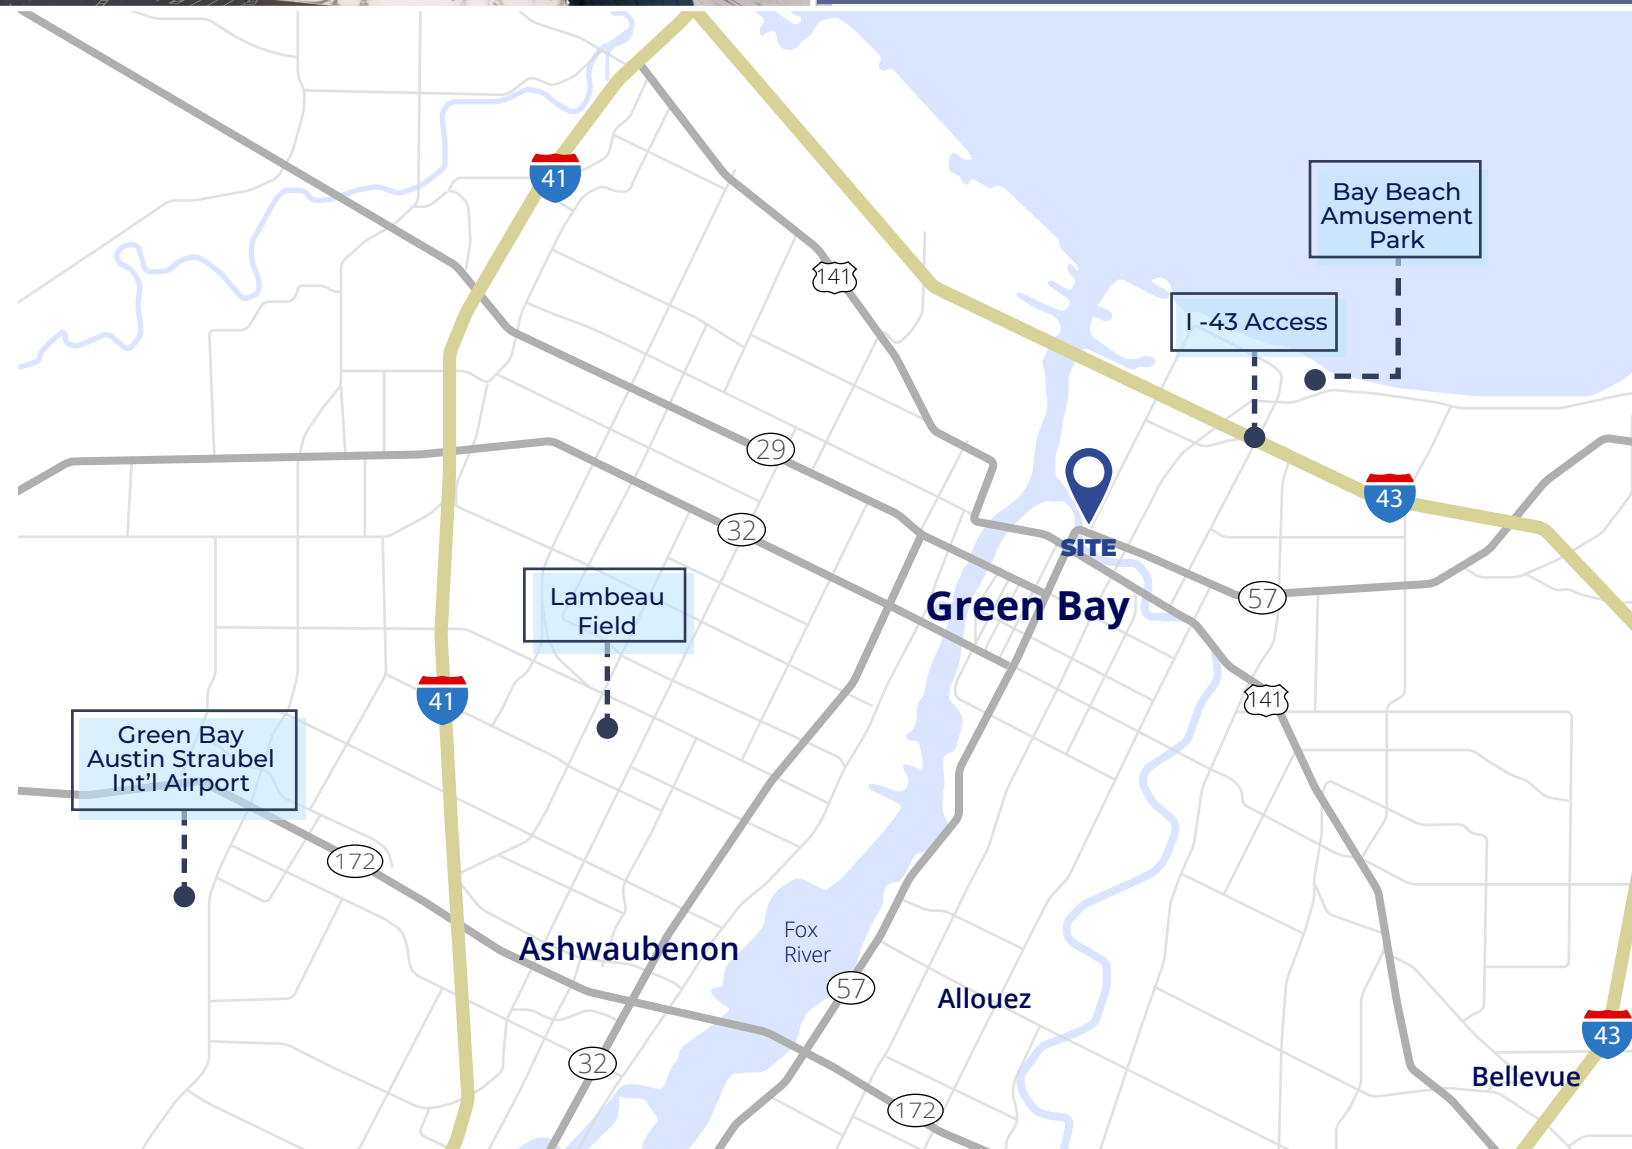 41
Bay Beach
Amusement
Park
141
I -43 Access
29
43
32
SITE
Lambeau
Field
Green Bay
57
41
141
Green Bay
Austin Straubel
Int’l Airport
172
Fox
River
Ashwaubenon
57
Allouez
43
32
Bellevue
172